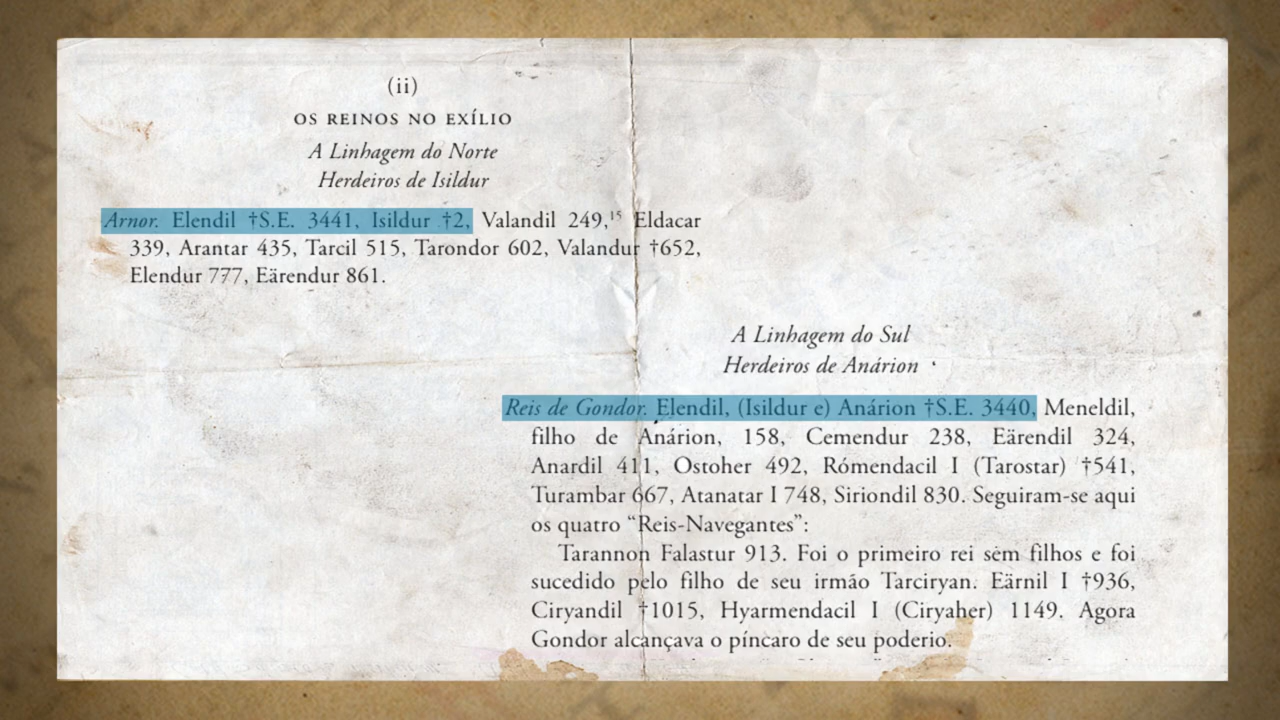 (ii)
OS REINOS NO EXÍLIO
A Linhagem do Norte
Herdeiros de Isildur
Arnor. Elendil †S.E. 3441, Isildur †2, Valandil 249,¹⁵ Eldacar
339, Arantar 435, Tarcil 515, Tarondor 602, Valandur †652,
Elendur 777, Eärendur 861.
A Linhagem do Sul
Herdeiros de Anárion
Reis de Gondor. Elendil, (Isildur e) Anárion †S.E. 3440, Meneldil,
filho de Anárion, 158, Cemendur 238, Eärendil 324,
Anardil 411, Ostoher 492, Rómendacil I (Tarostar) †541,
Turambar 667, Atanatar I 748, Siriondil 830. Seguiram-se aqui
os quatro “Reis-Navegantes”:
Tarannon Falastur 913. Foi o primeiro rei sem filhos e foi
sucedido pelo filho de seu irmão Tarciryan. Eärnil I †936,
Ciryandil †1015, Hyarmendacil I (Ciryaher) 1149. Agora
Gondor alcançava o píncaro de seu poderio.